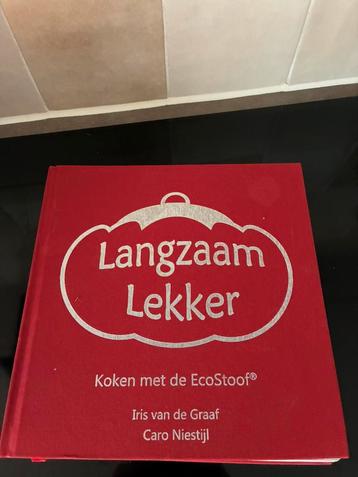 Langzaam
Lekker
Koken met de EcoStoof®
Iris van de Graaf
Caro Niestijl